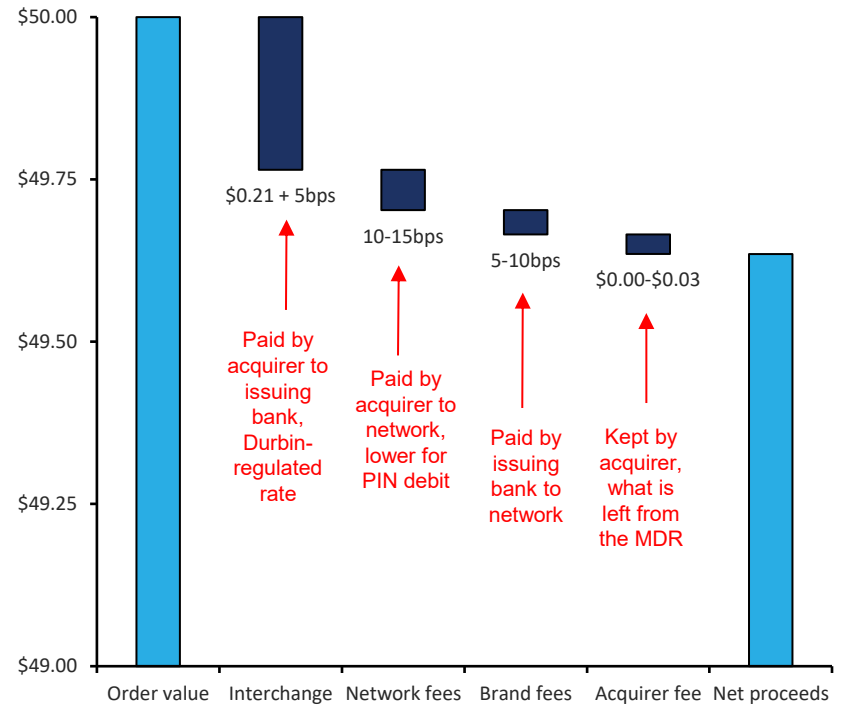 $50.00
$49.75
$49.50
$49.25
$49.00
$0.21 + 5bps
10-15bps
5-10bps
$0.00-$0.03
Paid by
acquirer to
issuing
bank,
Durbin-
regulated
rate
Paid by
acquirer to
network,
lower for
PIN debit
Paid by
issuing
bank to
network
Kept by
acquirer,
what is
left from
the MDR
Order value
Interchange
Network fees
Brand fees
Acquirer fee
Net proceeds